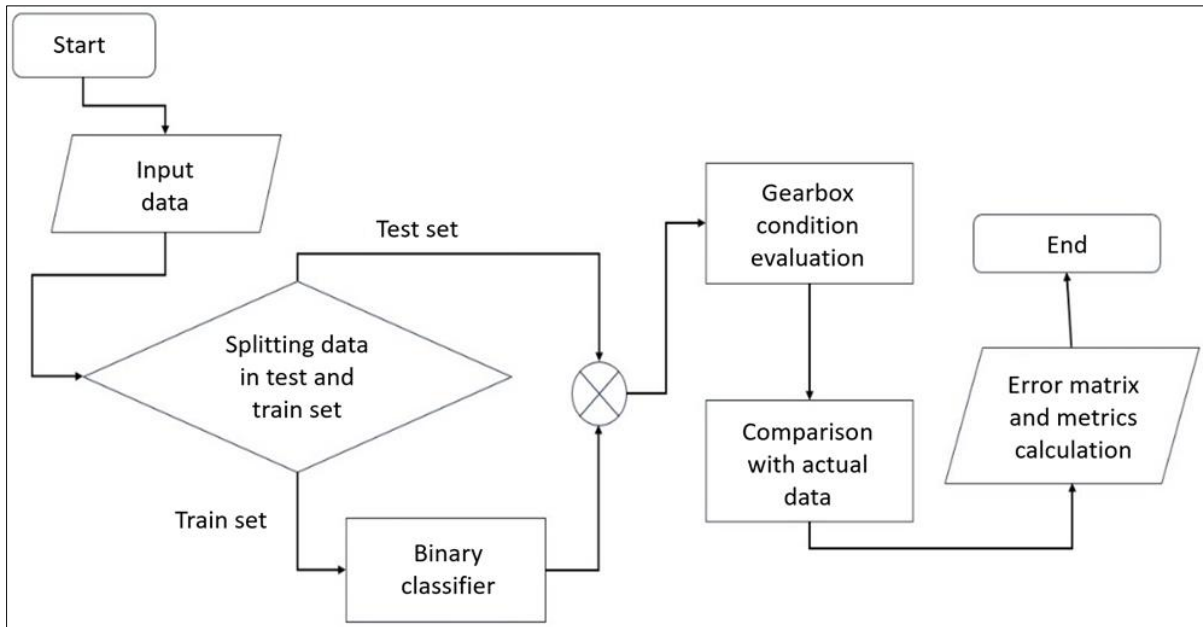 Start
Input
data
Test set
Splitting data
in test and
train set
Train set
Binary
classifier
Gearbox
condition
evaluation
Comparison
with actual
data
Error matrix
and metrics
calculation
End